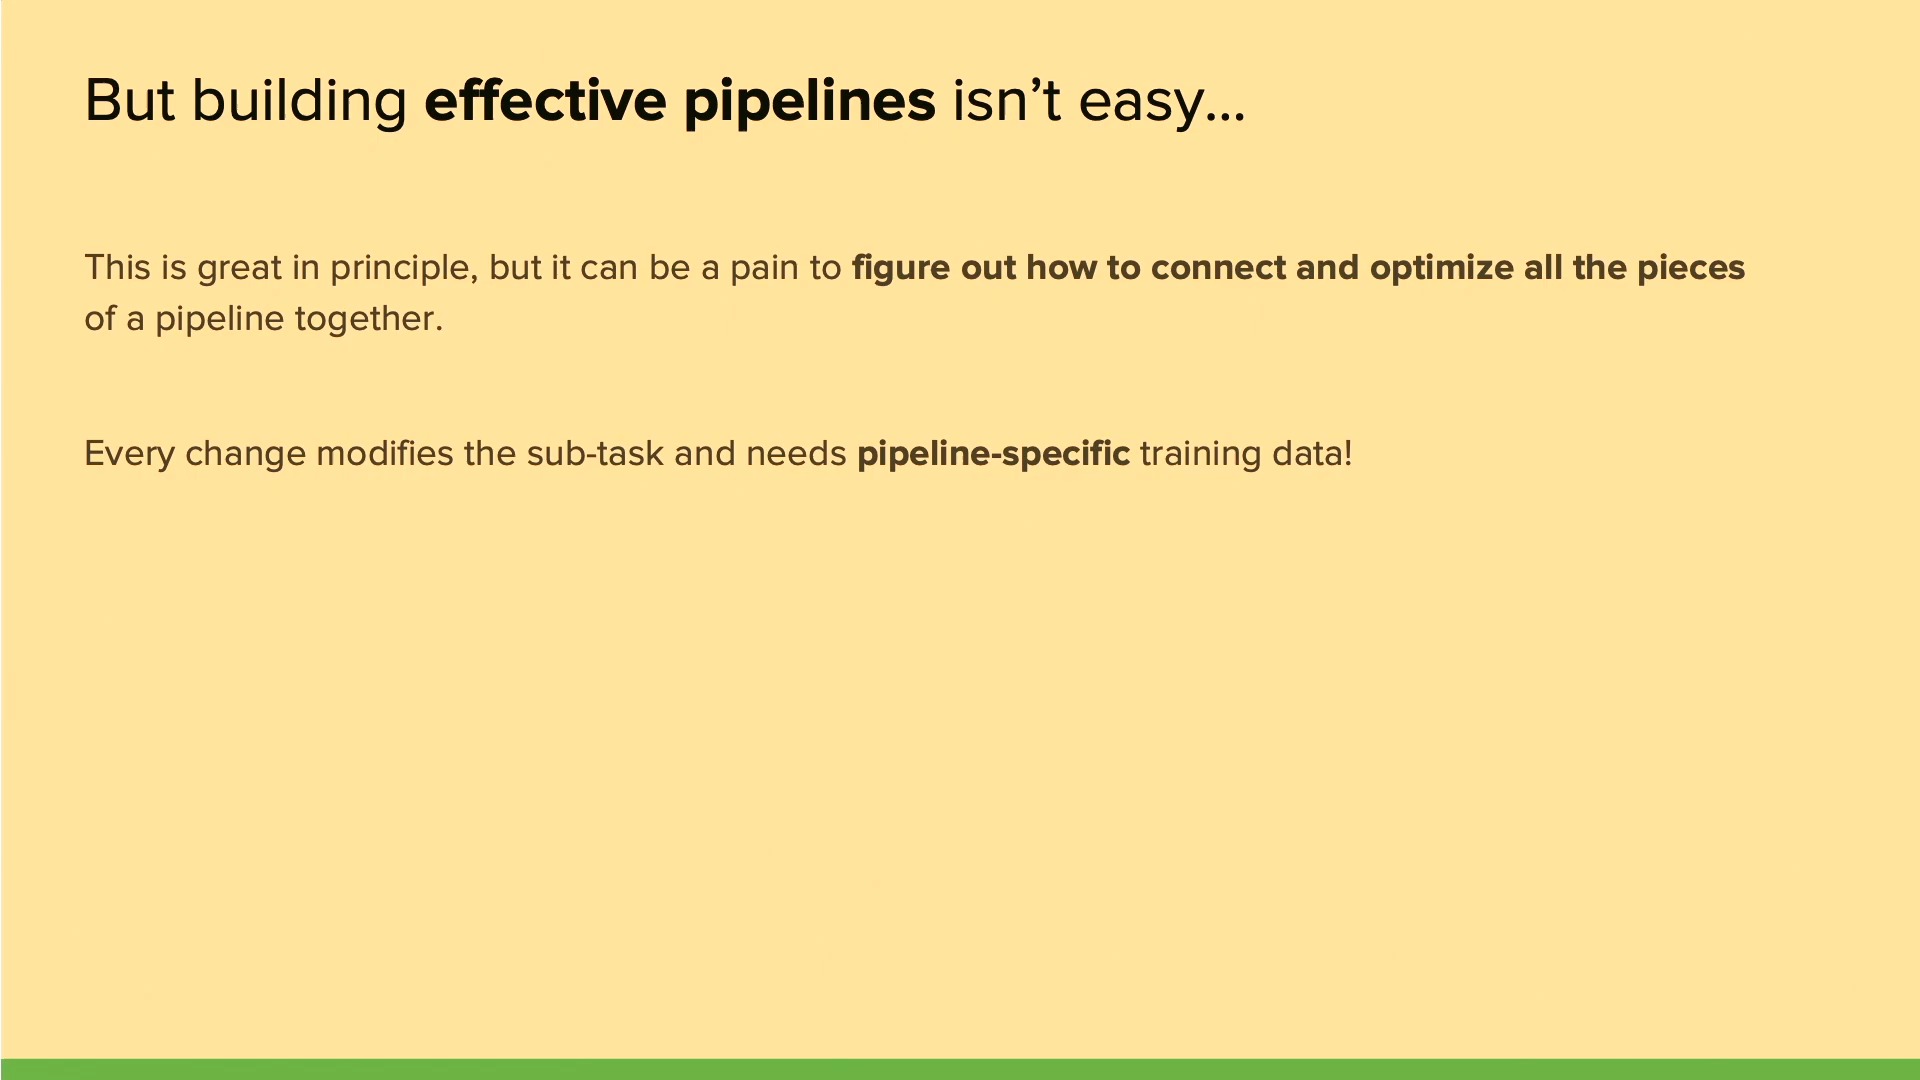 But building effective pipelines isn’t easy…
This is great in principle, but it can be a pain to figure out how to connect and optimize all the pieces
of a pipeline together.
Every change modifies the sub-task and needs pipeline-specific training data!